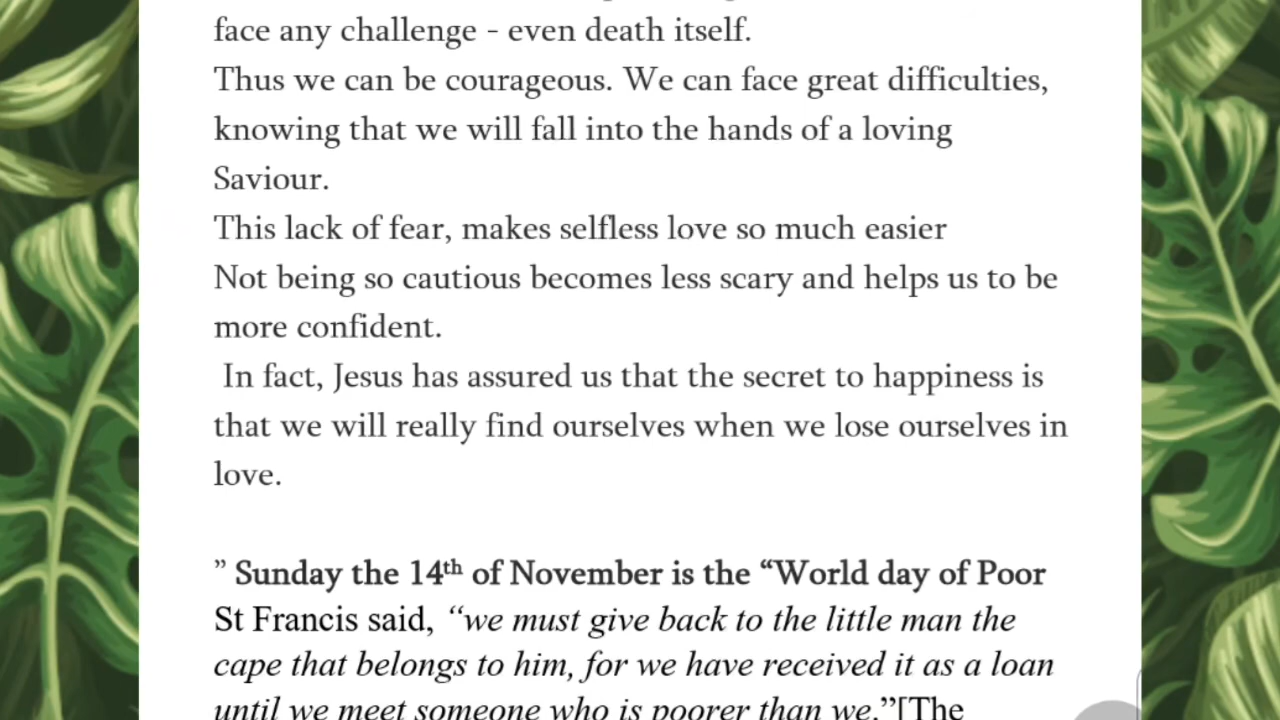 face any challenge - even death itself.
Thus we can be courageous. We can face great difficulties,
knowing that we will fall into the hands of a loving
Saviour.
This lack of fear, makes selfless love so much easier
Not being so cautious becomes less scary and helps us to be
more confident.
In fact, Jesus has assured us that the secret to happiness is
that we will really find ourselves when we lose ourselves in
love.
” Sunday the 14th of November is the “World day of Poor
St Francis said, “we must give back to the little man the
cape that belongs to him, for we have received it as a loan
until we meet someone who is poorer than we.”[The